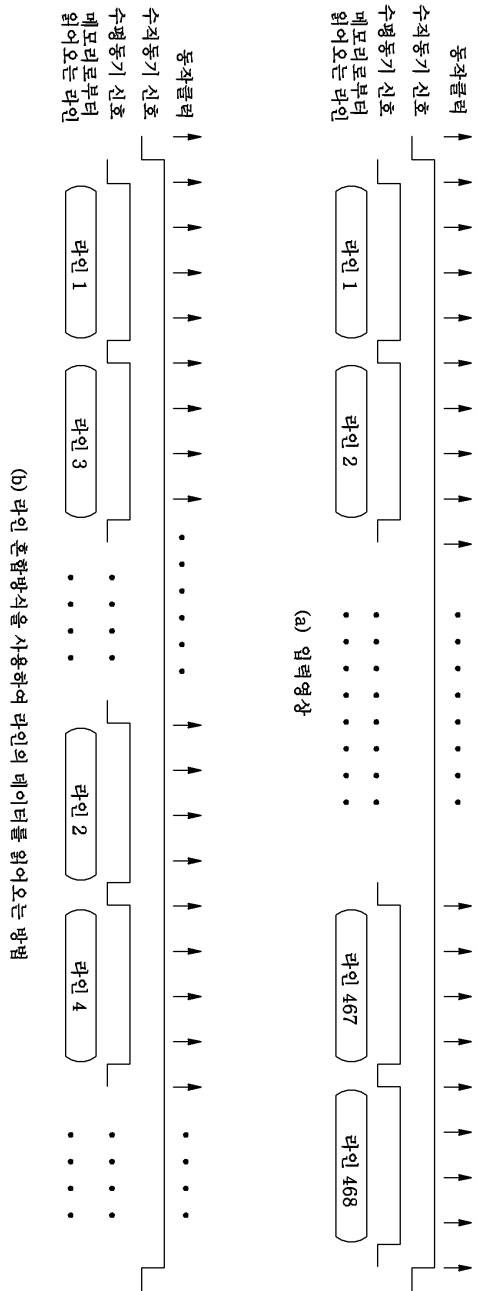 동작클럭
수직동기 신호
수평동기 신호
메모리로부터
읽어오는 라인
라인 1
라인 2
라인 467
라인 468
(a) 입력영상
동작클럭
수직동기 신호
수평동기 신호
메모리로부터
읽어오는 라인
라인 1
라인 3
라인 2
라인 4
(b) 라인 혼합방식을 사용하여 라인의 데이터를 읽어오는 방법